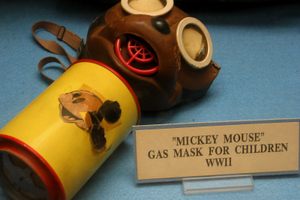 "MICKEY MOUSE"
GAS MASK FOR CHILDREN
WWII